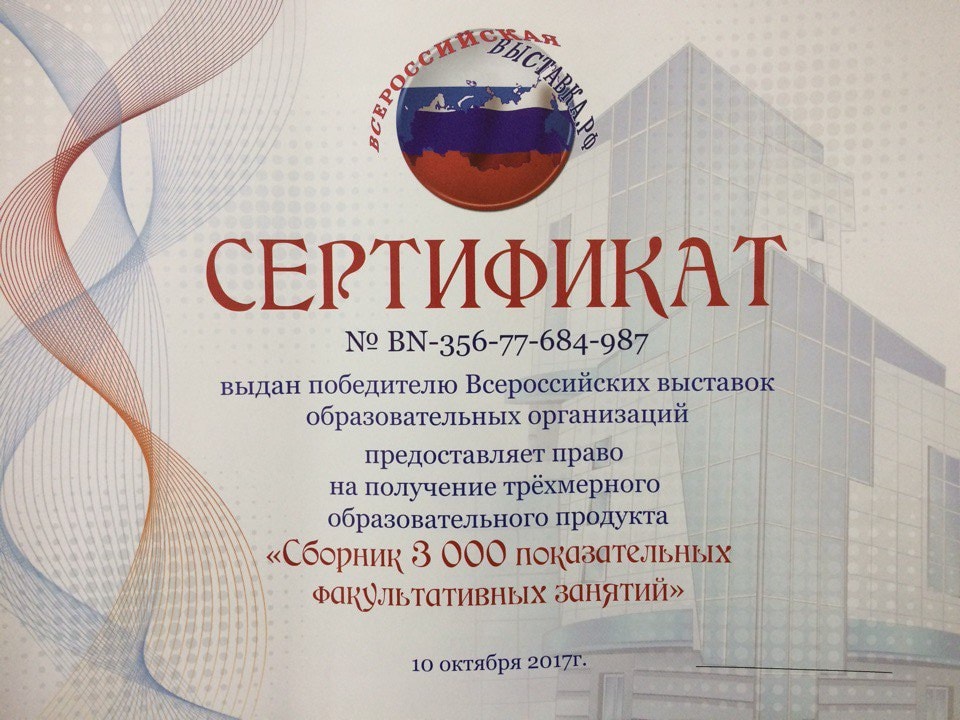 ВСЕРОССИЙСКАЯ
ВЫСТАВКА.РФ
СЕРТИФИКАТ
№ BN-356-77-684-987
выдан победителю Всероссийских выставок
образовательных организаций
предоставляет право
на получение трёхмерного
образовательного продукта
«Сборник 3 000 показательных
факультативных занятий»
10 октября 2017г.